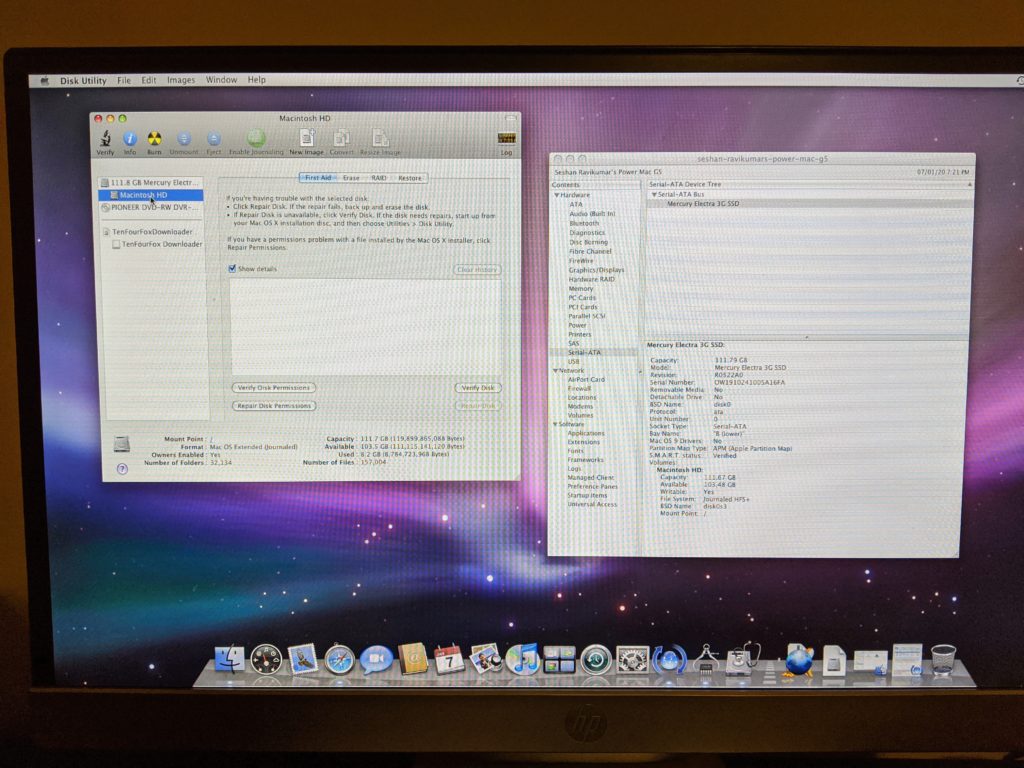 Disk Utility File Edit Images Window Help
Macintosh HD
Verify Info Burn Unmount Eject Enable Journaling New Image Convert Resize Image Log
111.8 GB Mercury Electr...
Macintosh HD
PIONEER DVD-RW DVR-...
TenFourFox Downloader
TenFourFox Downloader
First Aid Erase RAID Restore
If you're having trouble with the selected disk:
• Click Repair Disk. If the repair fails, back up and erase the disk.
• If Repair Disk is unavailable, click Verify Disk. If the disk needs repairs, start up from
your Mac OS X installation disc, and then choose Utilities > Disk Utility.
If you have a permissions problem with a file installed by the Mac OS X installer, click
Repair Permissions.
Show details
Clear History
Verify Disk Permissions
Verify Disk
Repair Disk Permissions
Repair Disk
Mount Point : /
Format : Mac OS Extended (Journaled)
Owners Enabled : Yes
Number of Folders : 32,134
Capacity : 111.7 GB (119,899,865,088 Bytes)
Available : 103.5 GB (111,115,141,120 Bytes)
Used : 8.2 GB (8,784,723,968 Bytes)
Number of Files : 157,004
?
seshan-ravikumars-power-mac-g5
Seshan Ravikumar's Power Mac G5
07/01/20 7:21 PM
Contents
Hardware
ATA
Audio (Built In)
Bluetooth
Diagnostics
Disc Burning
Fibre Channel
FireWire
Graphics/Displays
Hardware RAID
Memory
PC Cards
PCI Cards
Parallel SCSI
Power
Printers
SAS
Serial-ATA
USB
Network
AirPort Card
Firewall
Locations
Modems
Volumes
Software
Applications
Extensions
Fonts
Frameworks
Logs
Managed Client
Preference Panes
Startup Items
Universal Access
Serial-ATA Device Tree
Serial-ATA Bus
Mercury Electra 3G SSD
Mercury Electra 3G SSD:
Capacity: 111.79 GB
Model: Mercury Electra 3G SSD
Revision: R0522A0
Serial Number: OW1910241005A16FA
Removable Media: No
Detachable Drive: No
BSD Name: disk0
Protocol: ata
Unit Number: 0
Socket Type: Serial-ATA
Bay Name: "B (lower)"
Mac OS 9 Drivers: No
Partition Map Type: APM (Apple Partition Map)
S.M.A.R.T. status: Verified
Volumes:
Macintosh HD:
Capacity: 111.67 GB
Available: 103.48 GB
Writable: Yes
File System: Journaled HFS+
BSD Name: disk0s3
Mount Point: /
7
hp